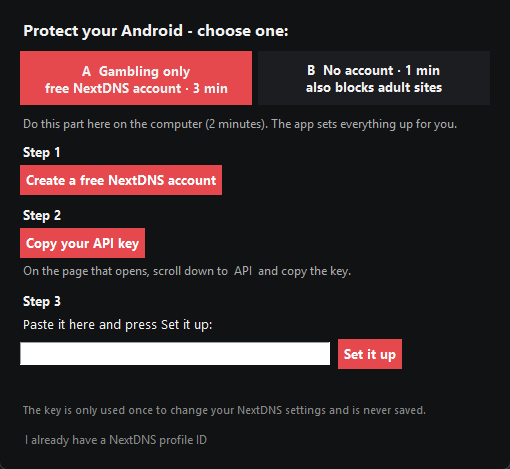 Protect your Android - choose one:
A Gambling only
free NextDNS account · 3 min
B No account · 1 min
also blocks adult sites
Do this part here on the computer (2 minutes). The app sets everything up for you.
Step 1
Create a free NextDNS account
Step 2
Copy your API key
On the page that opens, scroll down to API and copy the key.
Step 3
Paste it here and press Set it up:
Set it up
The key is only used once to change your NextDNS settings and is never saved.
I already have a NextDNS profile ID